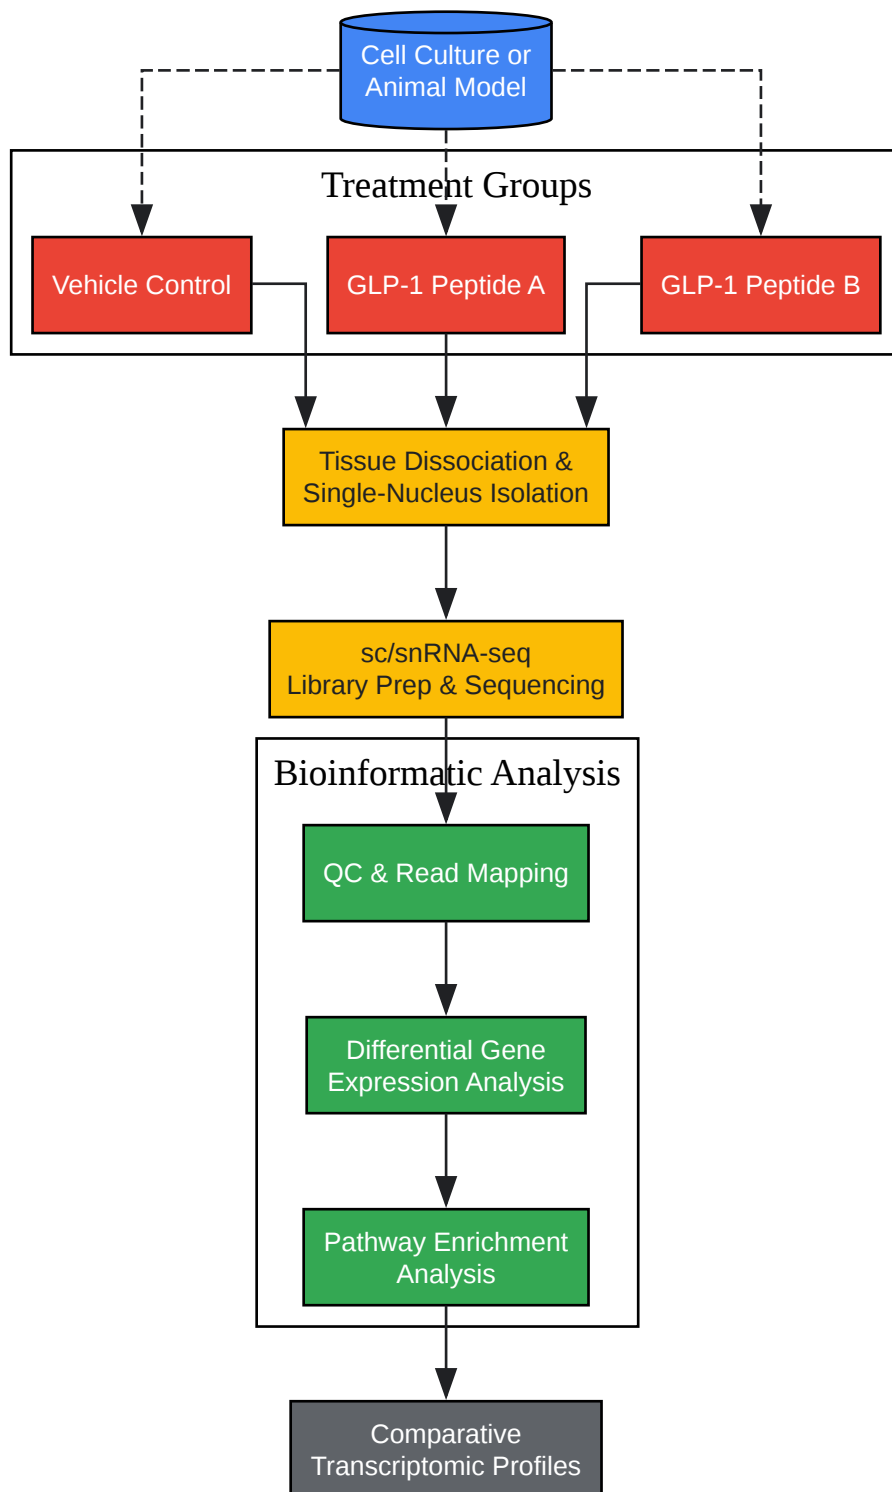 Cell Culture or
Animal Model
Treatment Groups
Vehicle Control
GLP-1 Peptide A
GLP-1 Peptide B
Tissue Dissociation &
Single-Nucleus Isolation
sc/snRNA-seq
Library Prep & Sequencing
Bioinformatic Analysis
QC & Read Mapping
Differential Gene
Expression Analysis
Pathway Enrichment
Analysis
Comparative
Transcriptomic Profiles